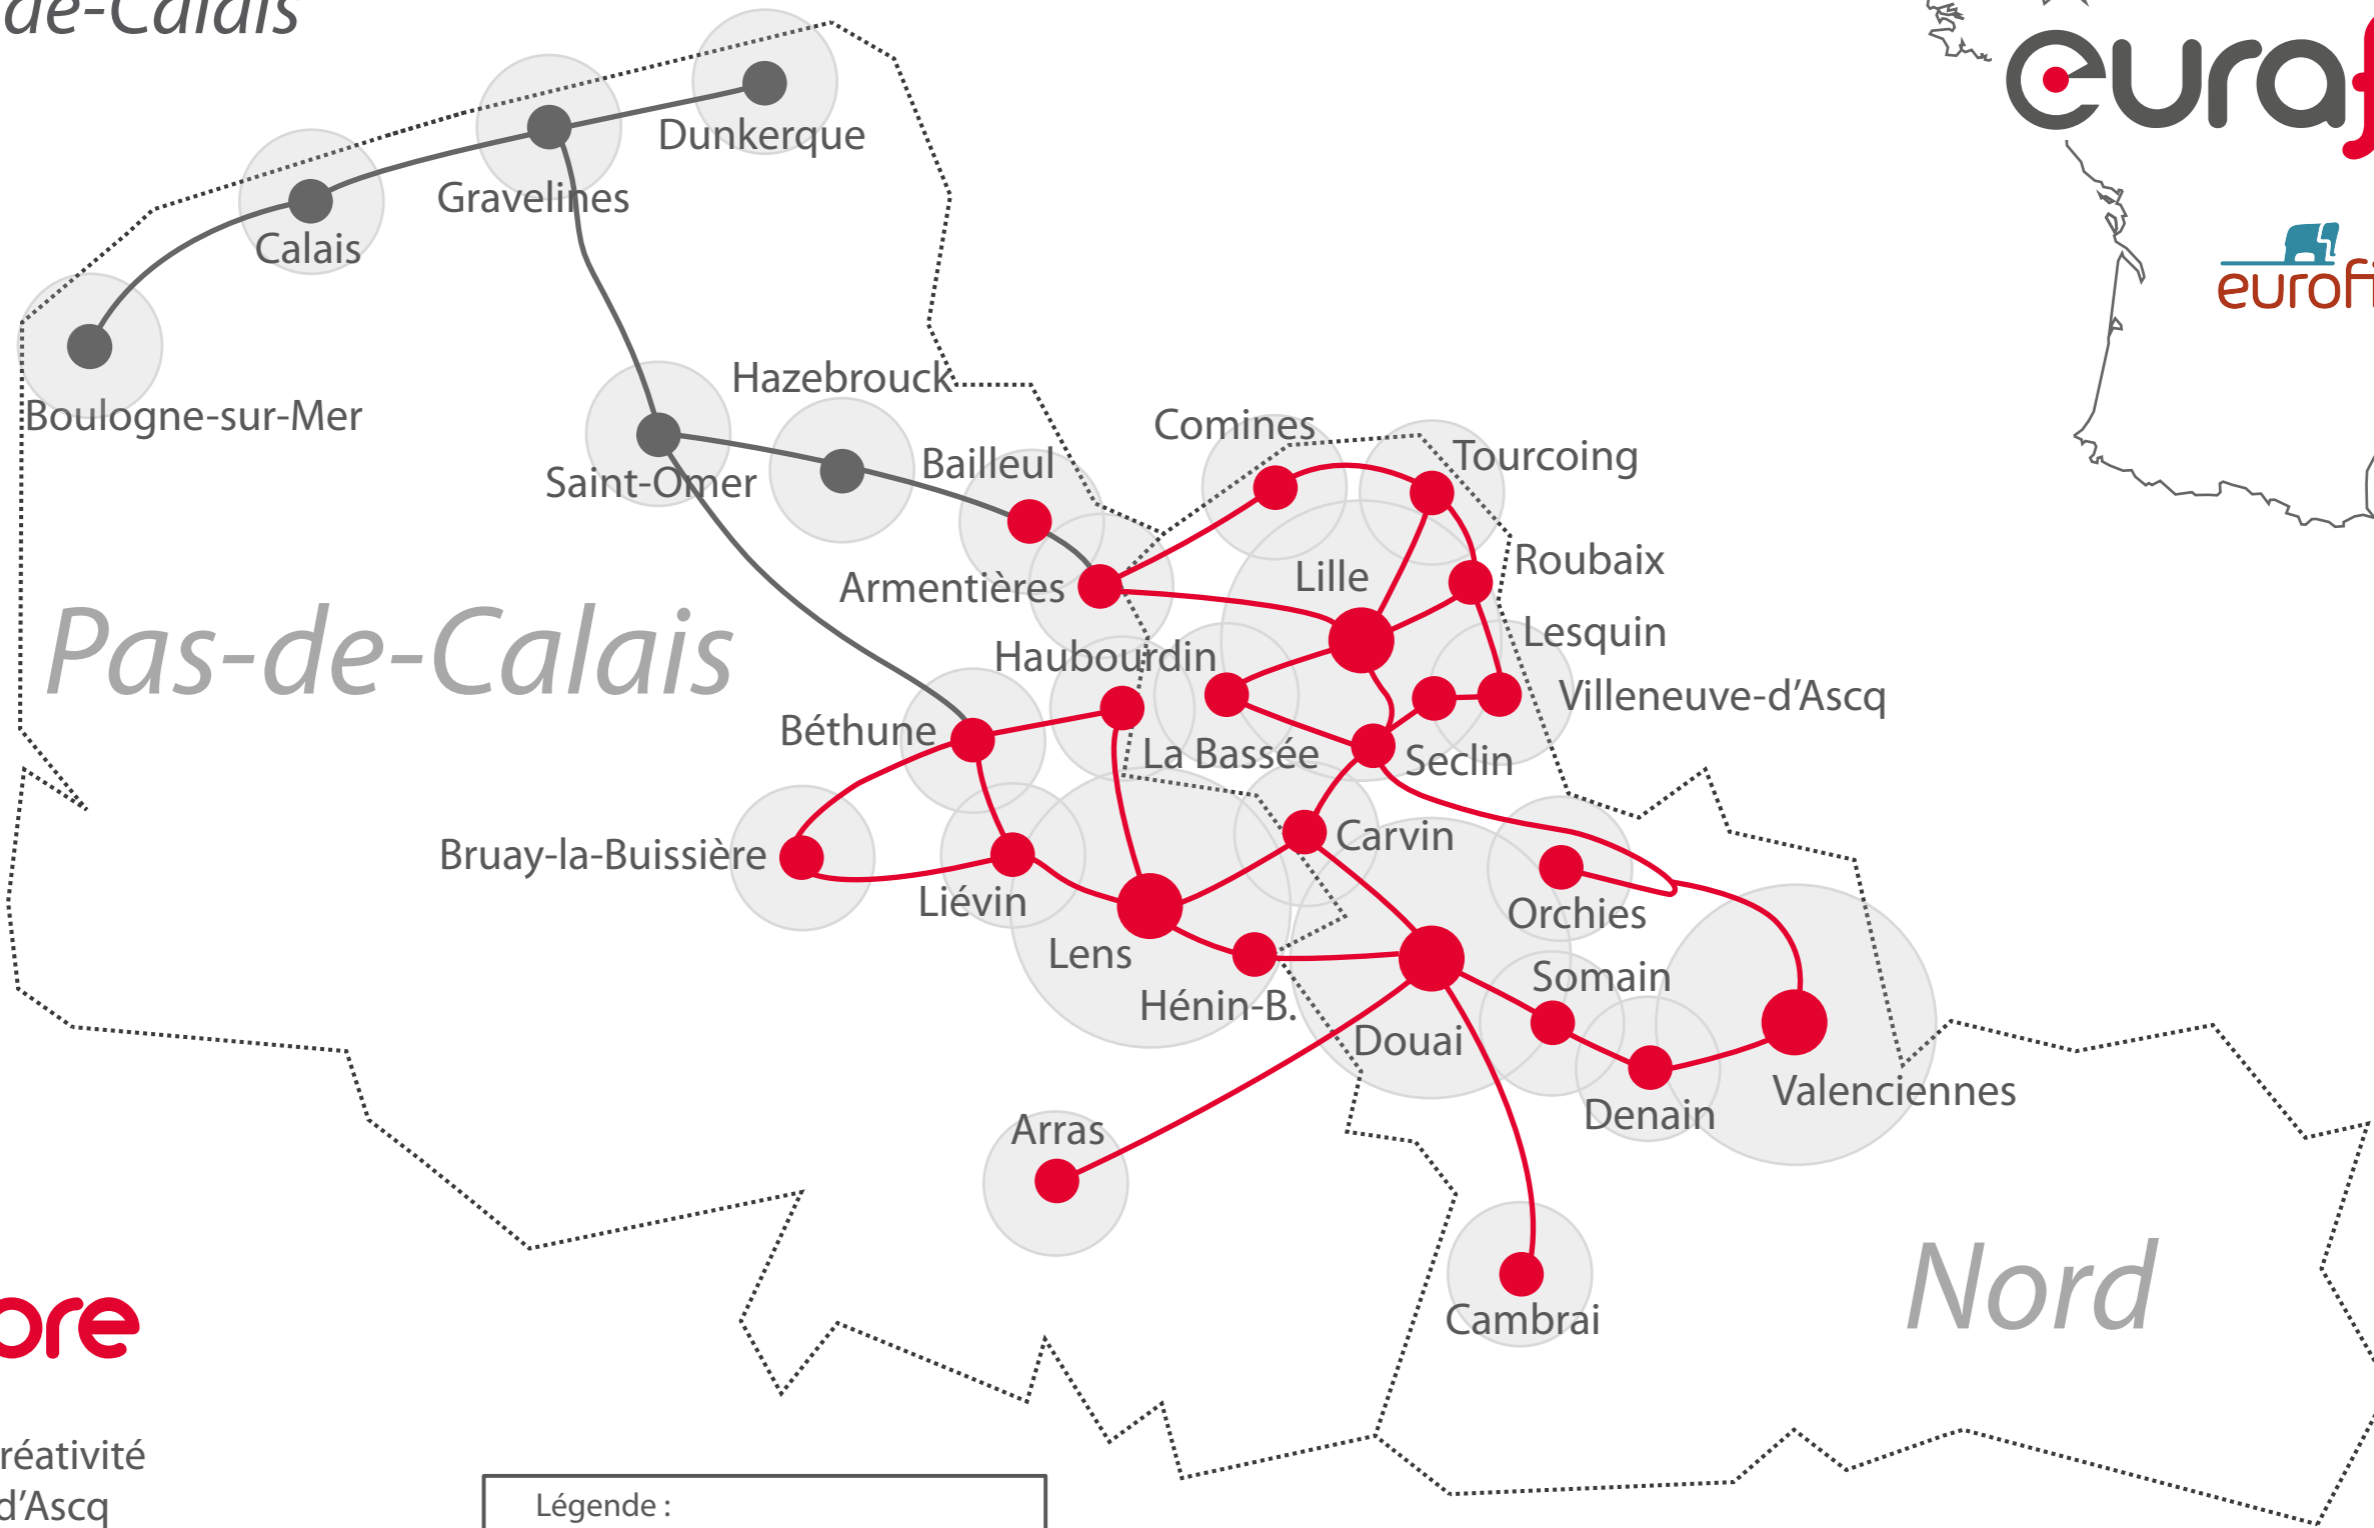 de-Calais
euraf
eurofi
Dunkerque
Gravelines
Calais
Boulogne-sur-Mer
Hazebrouck
Saint-Omer
Bailleul
Comines
Tourcoing
Armentières
Lille
Roubaix
Pas-de-Calais
Haubourdin
Lesquin
Villeneuve-d’Ascq
Béthune
La Bassée
Seclin
Bruay-la-Buissière
Carvin
Liévin
Orchies
Lens
Somain
Hénin-B.
Douai
Valenciennes
Denain
Arras
Nord
Cambrai
ore
réativité
d’Ascq
Légende :